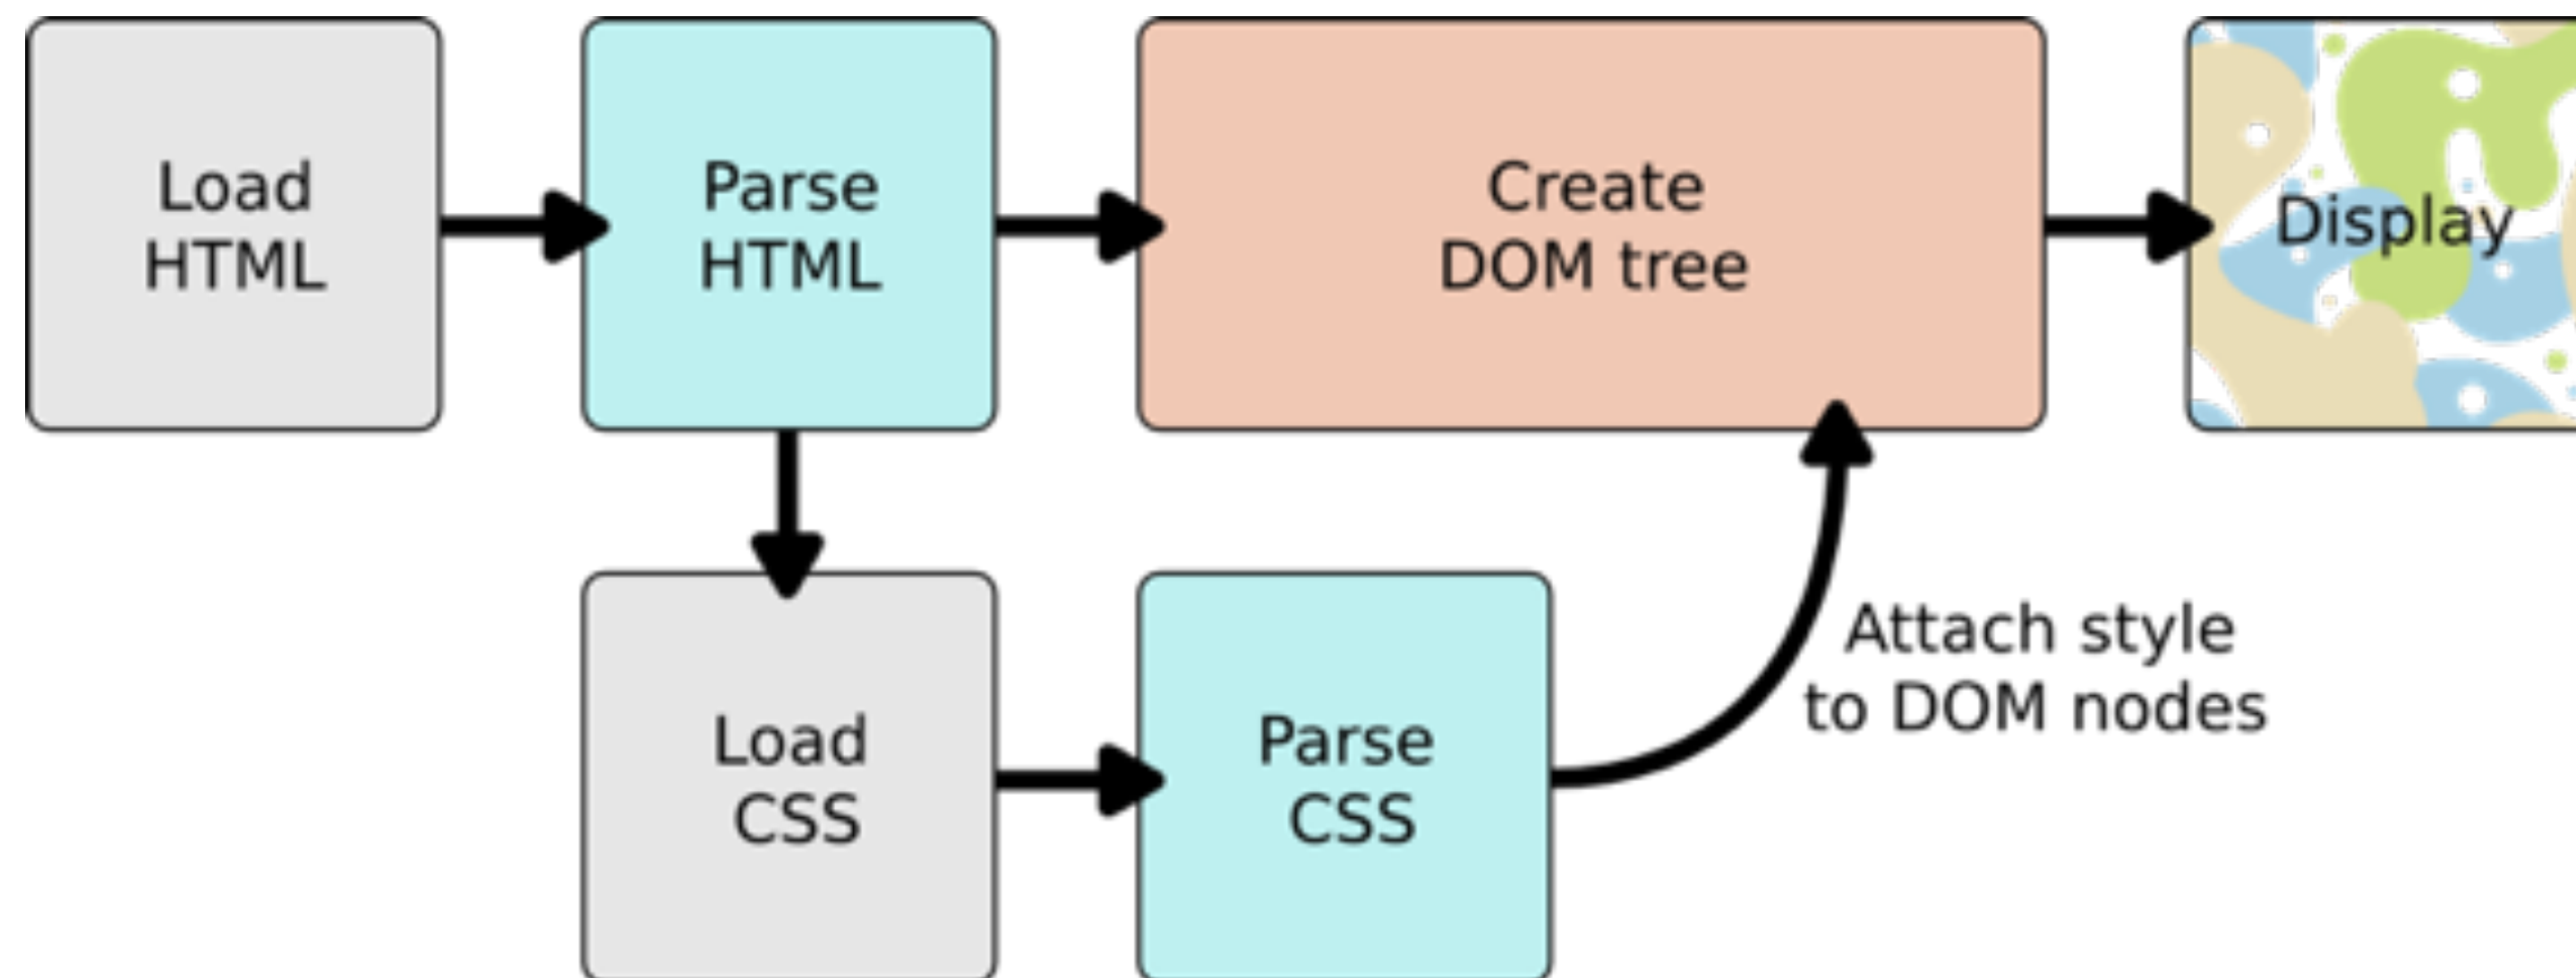 Load
HTML
Parse
HTML
Create
DOM tree
Display
Load
CSS
Parse
CSS
Attach style
to DOM nodes